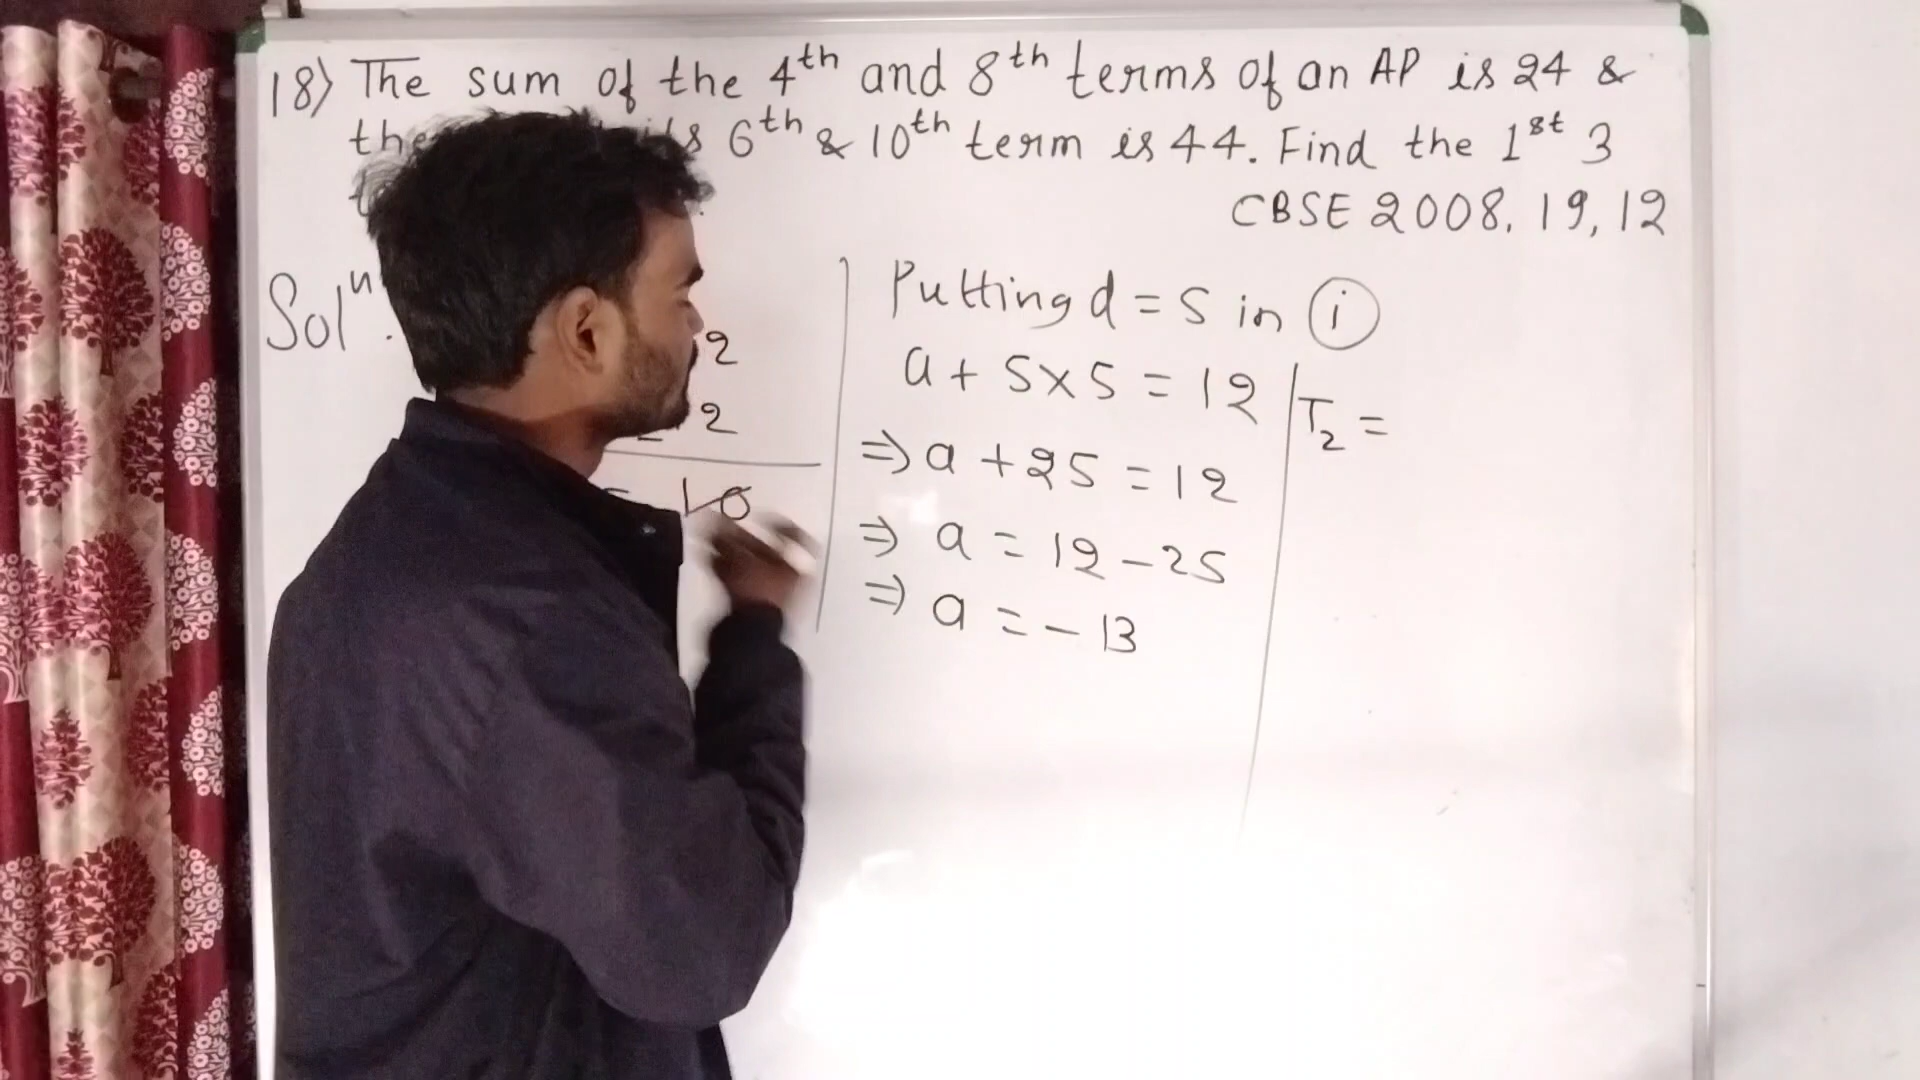 18) The sum of the 4th and 8th terms of an AP is 24 &
6th & 10th term is 44. Find the 1st 3
CBSE 2008, 19, 12
Solⁿ.
2
2
10
Putting d = 5 in (i)
a + 5×5 = 12
⇒ a + 25 = 12
⇒ a = 12 - 25
⇒ a = - 13
T₂ =